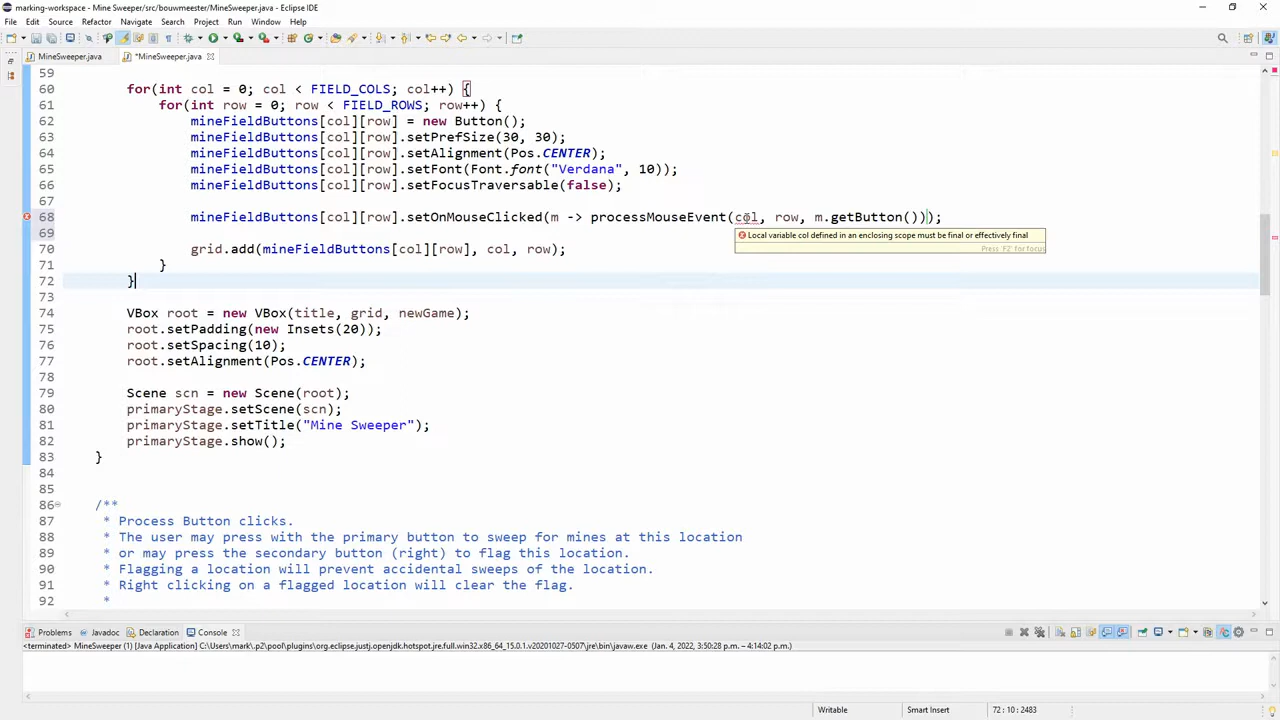 marking-workspace - Mine Sweeper/src/bouwmeester/MineSweeper.java - Eclipse IDE
File Edit Source Refactor Navigate Search Project Run Window Help
MineSweeper.java *MineSweeper.java
59
60 for(int col = 0; col < FIELD_COLS; col++) {
61 for(int row = 0; row < FIELD_ROWS; row++) {
62 mineFieldButtons[col][row] = new Button();
63 mineFieldButtons[col][row].setPrefSize(30, 30);
64 mineFieldButtons[col][row].setAlignment(Pos.CENTER);
65 mineFieldButtons[col][row].setFont(Font.font("Verdana", 10));
66 mineFieldButtons[col][row].setFocusTraversable(false);
67
68 mineFieldButtons[col][row].setOnMouseClicked(m -> processMouseEvent(col, row, m.getButton()));
Local variable col defined in an enclosing scope must be final or effectively final
69
Press 'F2' for focus
70 grid.add(mineFieldButtons[col][row], col, row);
71 }
72 }
73
74 VBox root = new VBox(title, grid, newGame);
75 root.setPadding(new Insets(20));
76 root.setSpacing(10);
77 root.setAlignment(Pos.CENTER);
78
79 Scene scn = new Scene(root);
80 primaryStage.setScene(scn);
81 primaryStage.setTitle("Mine Sweeper");
82 primaryStage.show();
83 }
84
85
86 /**
87 * Process Button clicks.
88 * The user may press with the primary button to sweep for mines at this location
89 * or may press the secondary button (right) to flag this location.
90 * Flagging a location will prevent accidental sweeps of the location.
91 * Right clicking on a flagged location will clear the flag.
92 *
Problems Javadoc Declaration Console
<terminated> MineSweeper (1) [Java Application] C:\Users\mark\.p2\pool\plugins\org.eclipse.justj.openjdk.hotspot.jre.full.win32.x86_64_15.0.1.v20201027-0507\jre\bin\javaw.exe (Jan. 4, 2022, 3:50:28 p.m. – 4:14:02 p.m.)
Writable Smart Insert 72 : 10 : 2483